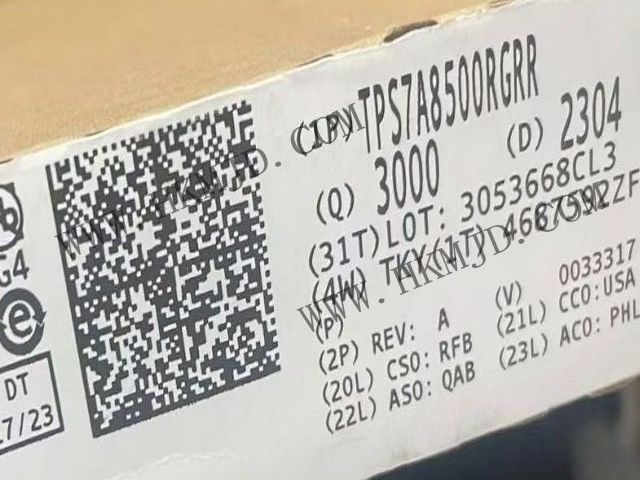 (1P) TPS7A8500RGRR
(Q) 3000 (D) 2304
(31T)LOT: 3053668CL3
(4W) TKY(1T) 4687592ZF
(P)
(2P) REV: A (V) 0033317
(20L) CSO: RFB (21L) CCO:USA
(22L) ASO: QAB (23L) ACO: PHL
G4
e
DT
7/23
WWW.HKMJD.COM
WWW.HKMJD.COM